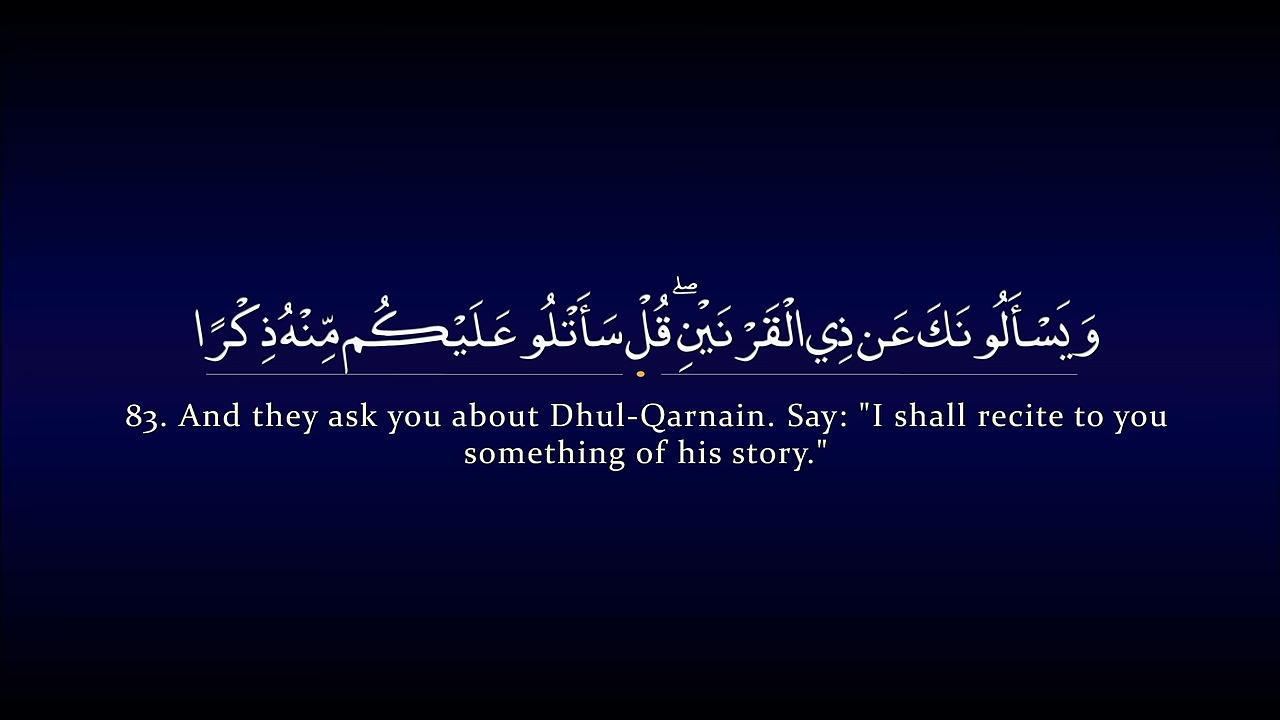 وَيَسْأَلُونَكَ عَن ذِي الْقَرْنَيْنِ ۖ قُلْ سَأَتْلُو عَلَيْكُم مِّنْهُ ذِكْرًا
83. And they ask you about Dhul-Qarnain. Say: "I shall recite to you
something of his story."